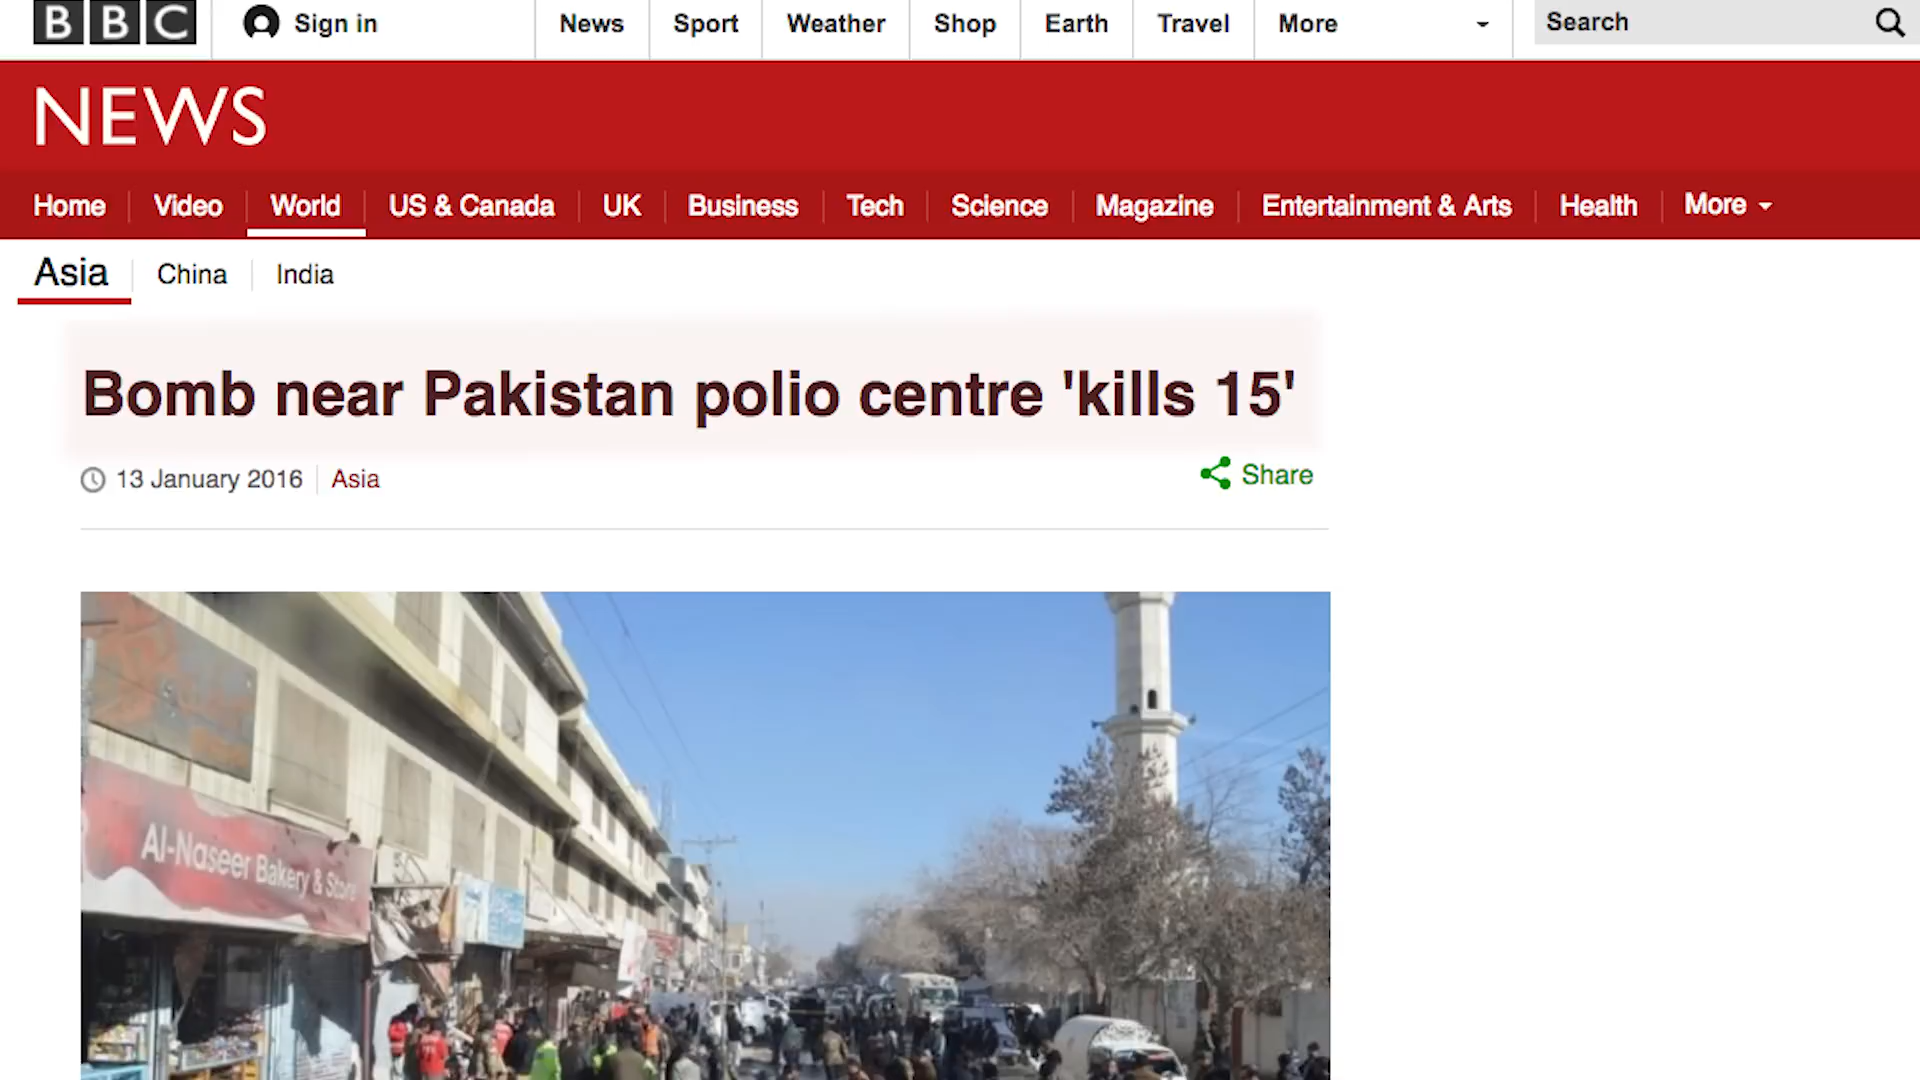 BBC Sign in News Sport Weather Shop Earth Travel More Search
NEWS
Home Video World US & Canada UK Business Tech Science Magazine Entertainment & Arts Health More
Asia China India
Bomb near Pakistan polio centre 'kills 15'
13 January 2016 Asia Share
Al-Naseer Bakery & Store